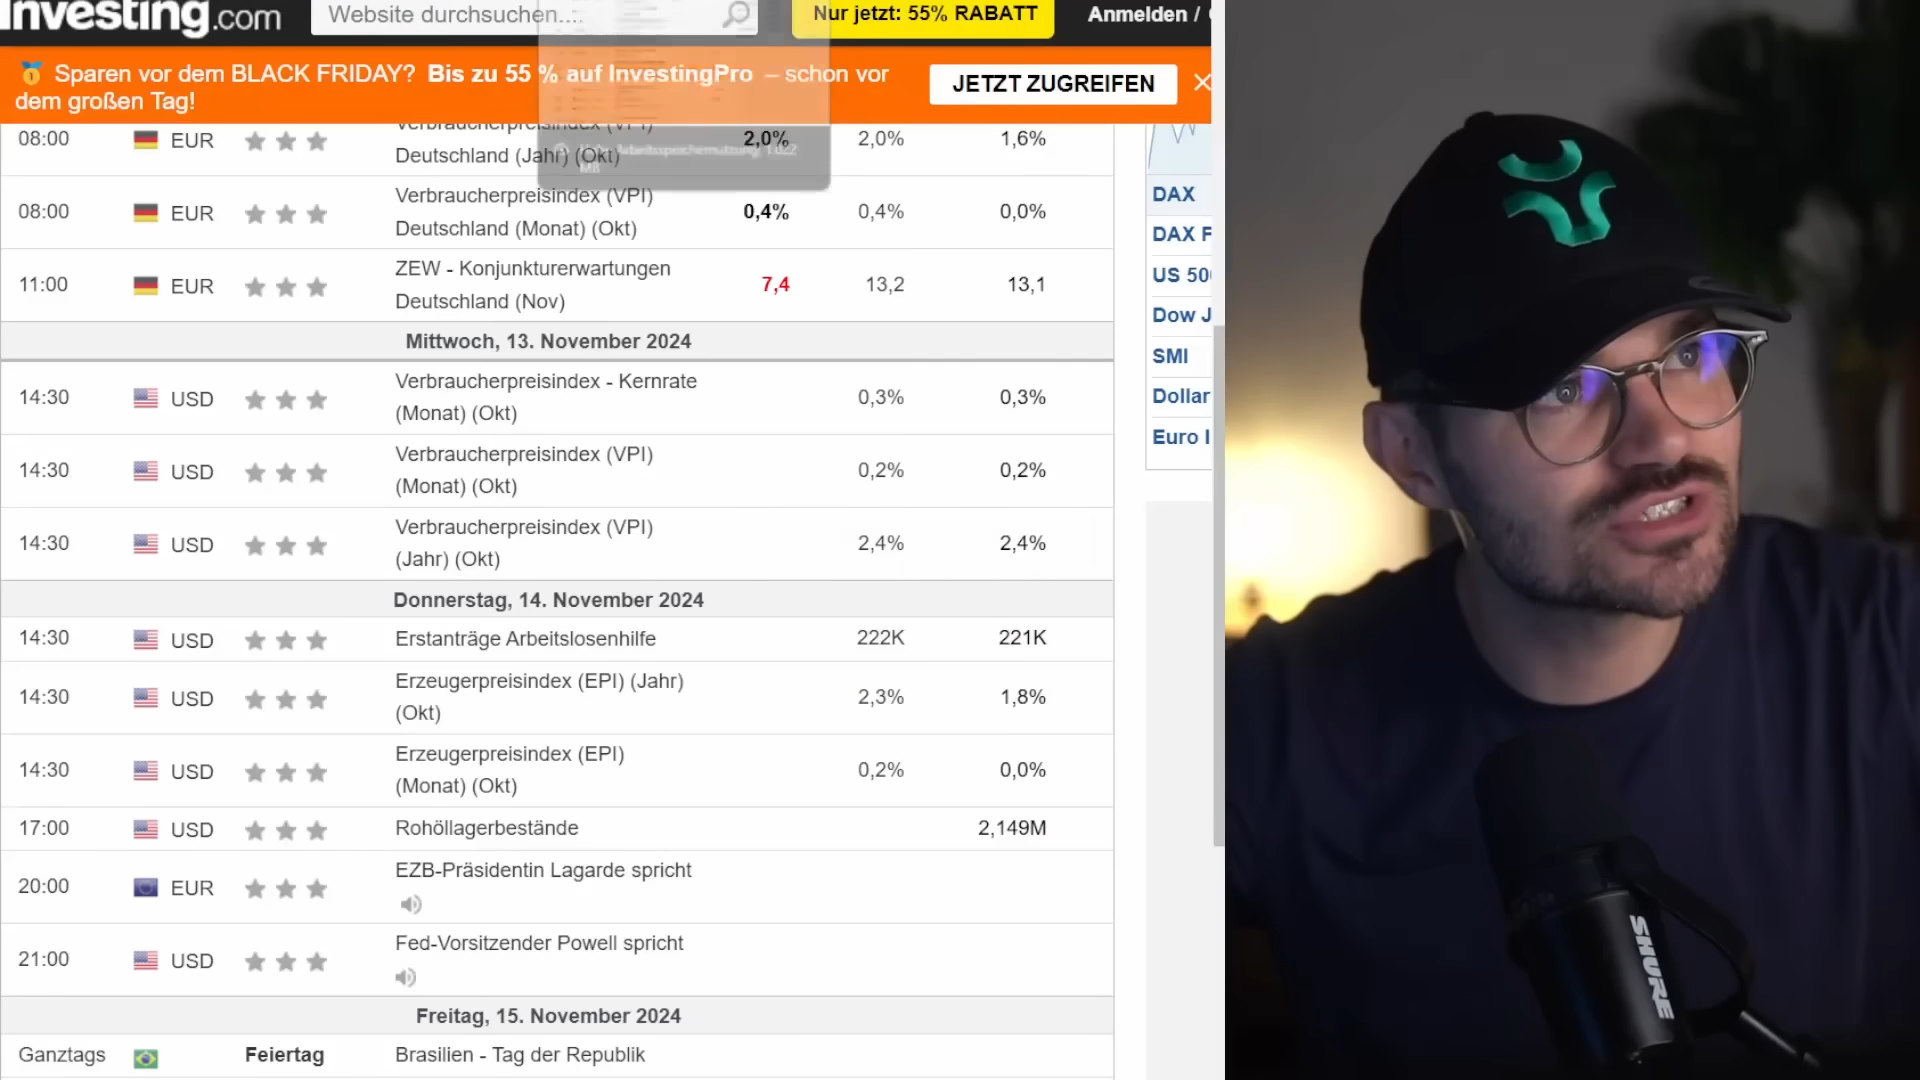 Investing.com
Website durchsuchen...
Nur jetzt: 55% RABATT
Anmelden /
Sparen vor dem BLACK FRIDAY? Bis zu 55 % auf InvestingPro – schon vor
dem großen Tag!
JETZT ZUGREIFEN
08:00 EUR Verbraucherpreisindex (VPI) 2,0% 2,0% 1,6%
Deutschland (Jahr) (Okt)
08:00 EUR Verbraucherpreisindex (VPI) 0,4% 0,4% 0,0%
Deutschland (Monat) (Okt)
11:00 EUR ZEW - Konjunkturerwartungen 7,4 13,2 13,1
Deutschland (Nov)
Mittwoch, 13. November 2024
14:30 USD Verbraucherpreisindex - Kernrate 0,3% 0,3%
(Monat) (Okt)
14:30 USD Verbraucherpreisindex (VPI) 0,2% 0,2%
(Monat) (Okt)
14:30 USD Verbraucherpreisindex (VPI) 2,4% 2,4%
(Jahr) (Okt)
Donnerstag, 14. November 2024
14:30 USD Erstanträge Arbeitslosenhilfe 222K 221K
14:30 USD Erzeugerpreisindex (EPI) (Jahr) 2,3% 1,8%
(Okt)
14:30 USD Erzeugerpreisindex (EPI) 0,2% 0,0%
(Monat) (Okt)
17:00 USD Rohöllagerbestände 2,149M
20:00 EUR EZB-Präsidentin Lagarde spricht
21:00 USD Fed-Vorsitzender Powell spricht
Freitag, 15. November 2024
Ganztags Feiertag Brasilien - Tag der Republik
DAX
DAX F
US 50
Dow J
SMI
Dollar
Euro I
SHURE